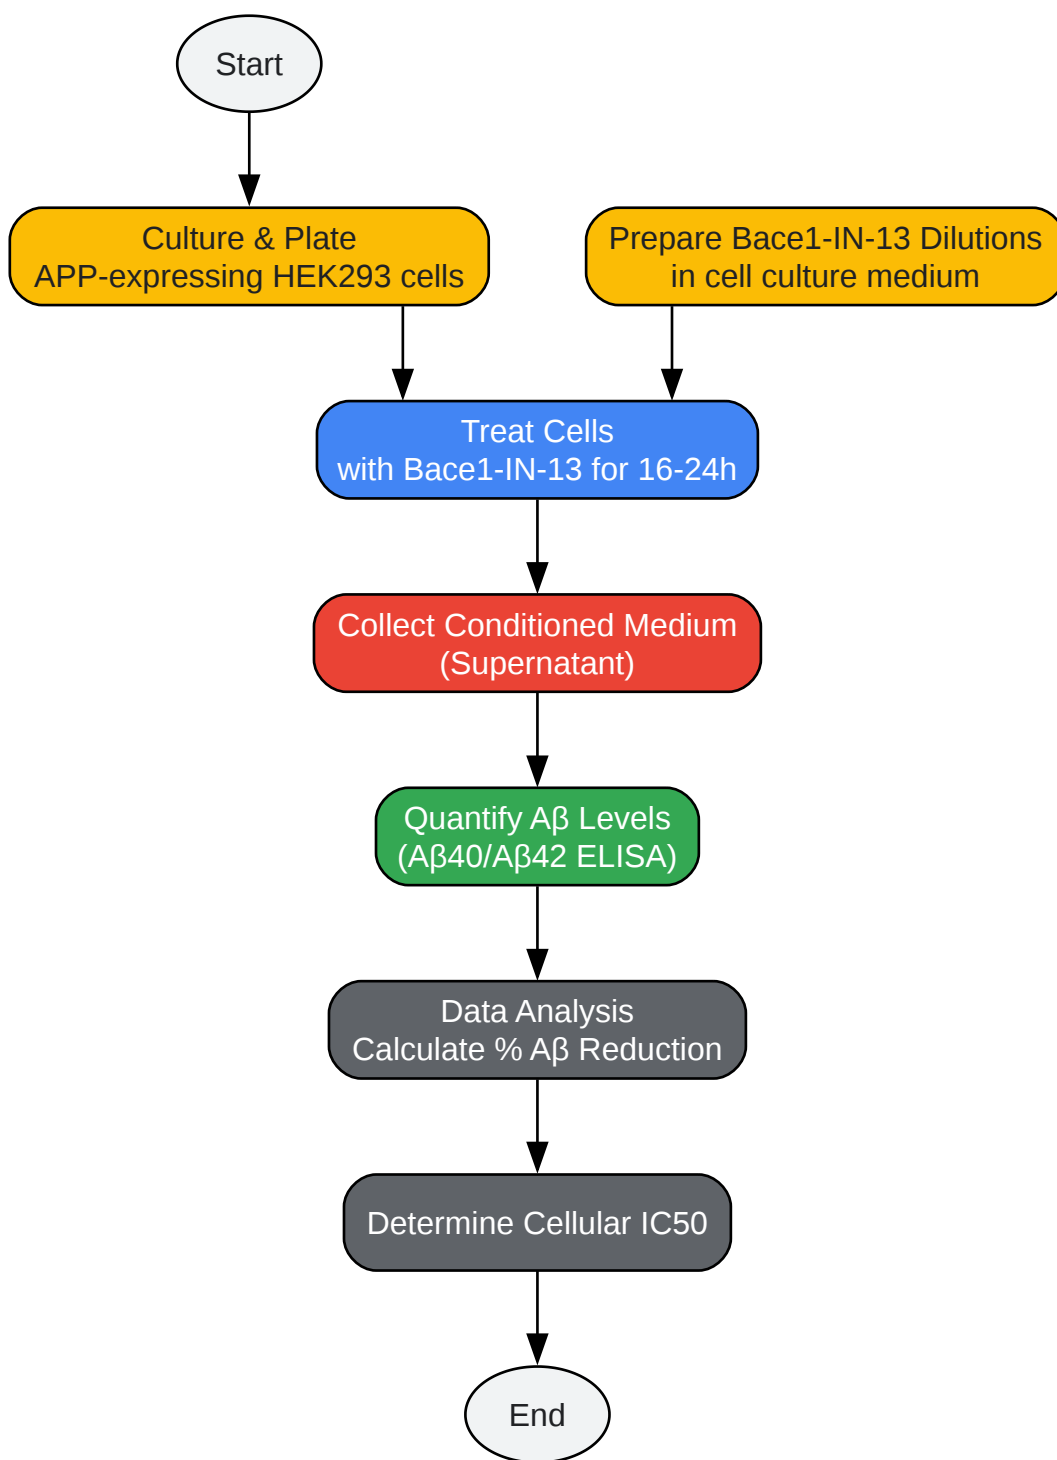 Start
Culture & Plate
APP-expressing HEK293 cells
Prepare Bace1-IN-13 Dilutions
in cell culture medium
Treat Cells
with Bace1-IN-13 for 16-24h
Collect Conditioned Medium
(Supernatant)
Quantify Aβ Levels
(Aβ40/Aβ42 ELISA)
Data Analysis
Calculate % Aβ Reduction
Determine Cellular IC50
End